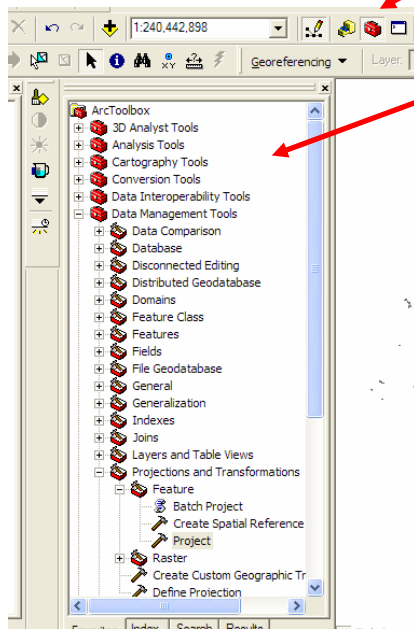 1:240,442,898
Georeferencing Layer:
ArcToolbox
3D Analyst Tools
Analysis Tools
Cartography Tools
Conversion Tools
Data Interoperability Tools
Data Management Tools
Data Comparison
Database
Disconnected Editing
Distributed Geodatabase
Domains
Feature Class
Features
Fields
File Geodatabase
General
Generalization
Indexes
Joins
Layers and Table Views
Projections and Transformations
Feature
Batch Project
Create Spatial Reference
Project
Raster
Create Custom Geographic Tr
Define Projection
Favorites Index Search Results